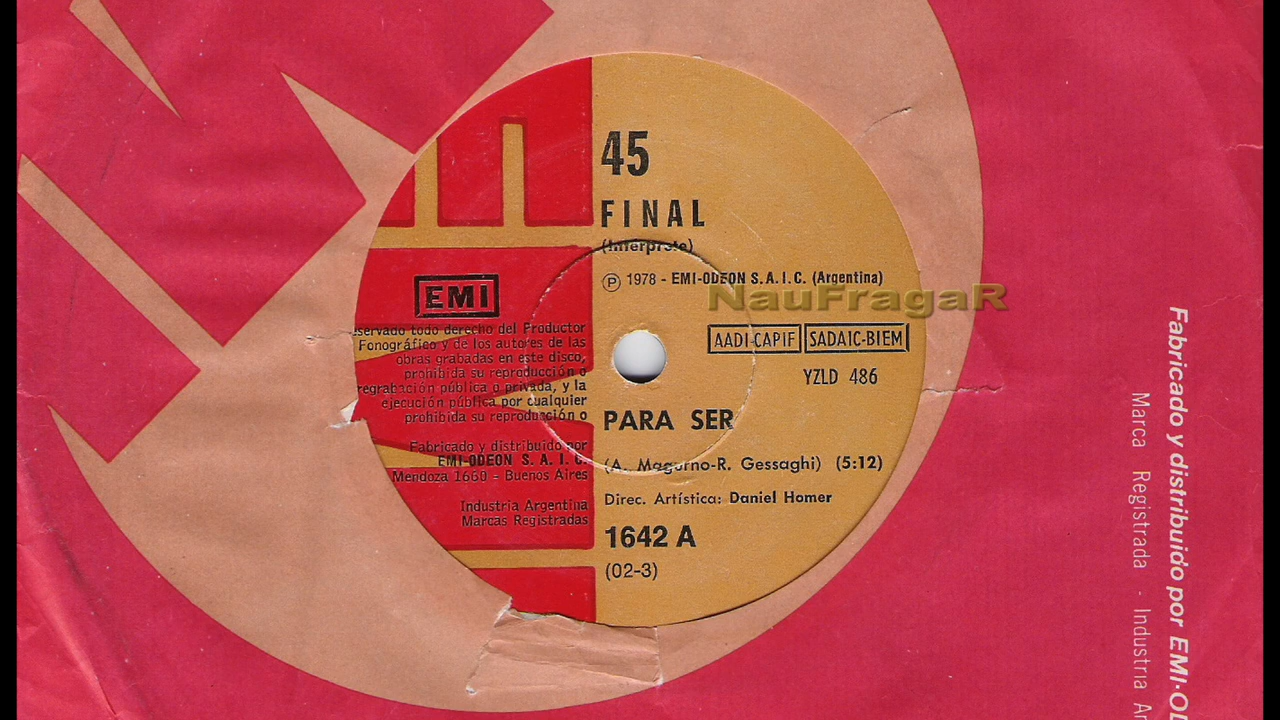 45
FINAL
(Intérprete)
Ⓟ 1978 - EMI-ODEON S. A. I. C. (Argentina)
NauFragaR
AADI-CAPIF SADAIC-BIEM
YZLD 486
PARA SER
(A. Magurno-R. Gessaghi) (5:12)
Direc. Artística: Daniel Homer
1642 A
(02-3)
EMI
servado todo derecho del Productor
Fonográfico y de los autores de las
obras grabadas en este disco,
prohibida su reproducción o
regrabación pública o privada, y la
ejecución pública por cualquier
prohibida su reproducción o
Fabricado y distribuido por
EMI-ODEON S. A. I. C.
Mendoza 1660 - Buenos Aires
Industria Argentina
Marcas Registradas
Fabricado y distribuido por EMI-OD
Marca Registrada - Industria Ar